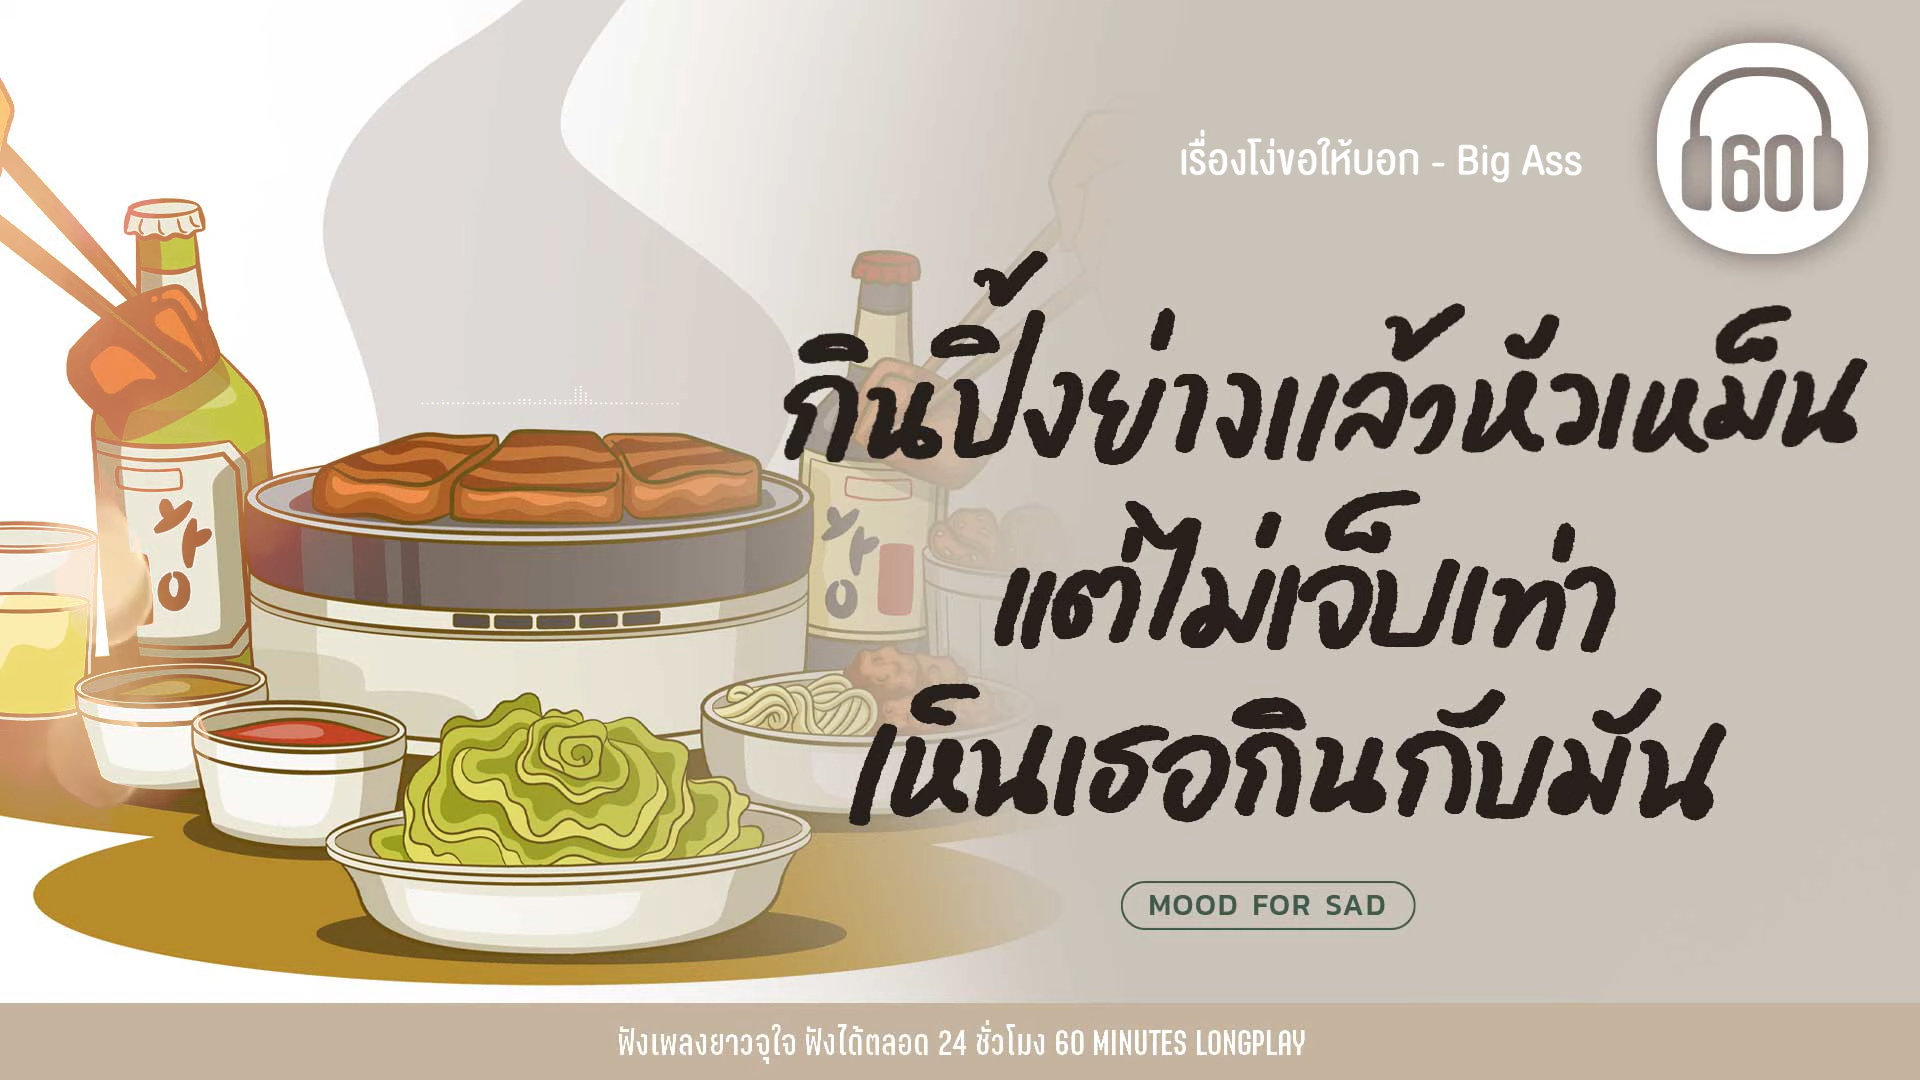 เรื่องโง่ขอให้บอก - Big Ass
60
กินปิ้งย่างแล้วหัวเหม็น
แต่ไม่เจ็บเท่า
เห็นเธอกินกับมัน
MOOD FOR SAD
ฟังเพลงยาวจุใจ ฟังได้ตลอด 24 ชั่วโมง 60 MINUTES LONGPLAY